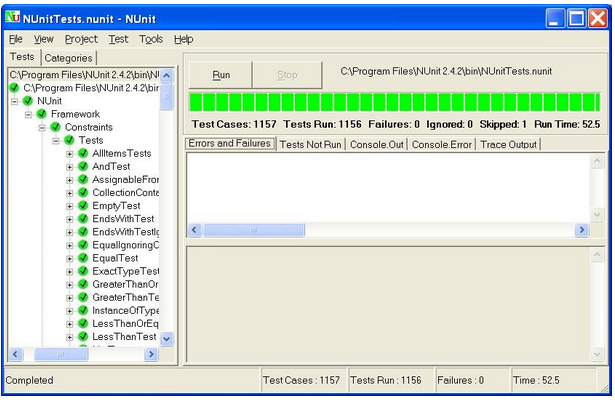 NUnitTests.nunit - NUnit
File View Project Test Tools Help
Tests Categories
C:\Program Files\NUnit 2.4.2\bin\NU
C:\Program Files\NUnit 2.4.2\bin
NUnit
Framework
Constraints
Tests
AllItemsTests
AndTest
AssignableFror
CollectionConta
EmptyTest
EndsWithTest
EndsWithTestIg
EqualIgnoringC
EqualTest
ExactTypeTest
GreaterThanOr
GreaterThanTe
InstanceOfType
LessThanOrEq
LessThanTest
Run Stop C:\Program Files\NUnit 2.4.2\bin\NUnitTests.nunit
Test Cases: 1157 Tests Run: 1156 Failures: 0 Ignored: 0 Skipped: 1 Run Time: 52.5
Errors and Failures Tests Not Run Console.Out Console.Error Trace Output
Completed Test Cases : 1157 Tests Run : 1156 Failures : 0 Time : 52.5